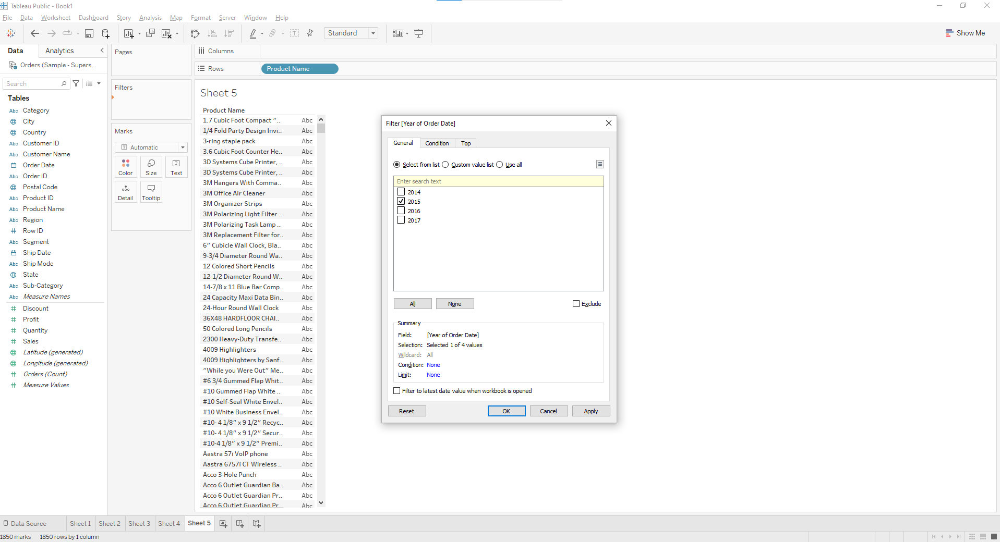 Tableau Public - Book1
File Data Worksheet Dashboard Story Analysis Map Format Server Window Help
Standard
Show Me
Data Analytics
Orders (Sample - Supers...
Search
Tables
Abc Category
City
Country
Abc Customer ID
Abc Customer Name
Order Date
Abc Order ID
Postal Code
Abc Product ID
Abc Product Name
Abc Region
# Row ID
Abc Segment
Ship Date
Abc Ship Mode
State
Abc Sub-Category
Abc Measure Names
# Discount
# Profit
# Quantity
# Sales
Latitude (generated)
Longitude (generated)
# Orders (Count)
# Measure Values
Pages
Filters
Marks
Automatic
Color Size Text
Detail Tooltip
Columns
Rows Product Name
Sheet 5
Product Name
1.7 Cubic Foot Compact ".. Abc
1/4 Fold Party Design Invi.. Abc
3-ring staple pack Abc
3.6 Cubic Foot Counter He.. Abc
3D Systems Cube Printer, .. Abc
3D Systems Cube Printer, .. Abc
3M Hangers With Comma.. Abc
3M Office Air Cleaner Abc
3M Organizer Strips Abc
3M Polarizing Light Filter .. Abc
3M Polarizing Task Lamp .. Abc
3M Replacement Filter for.. Abc
6" Cubicle Wall Clock, Bla.. Abc
9-3/4 Diameter Round Wa.. Abc
12 Colored Short Pencils Abc
12-1/2 Diameter Round W.. Abc
14-7/8 x 11 Blue Bar Comp.. Abc
24 Capacity Maxi Data Bin.. Abc
24-Hour Round Wall Clock Abc
36X48 HARDFLOOR CHAI.. Abc
50 Colored Long Pencils Abc
2300 Heavy-Duty Transfe.. Abc
4009 Highlighters Abc
4009 Highlighters by Sanf.. Abc
"While you Were Out" Me.. Abc
#6 3/4 Gummed Flap Whit.. Abc
#10 Gummed Flap White .. Abc
#10 Self-Seal White Envel.. Abc
#10 White Business Envel.. Abc
#10- 4 1/8" x 9 1/2" Recyc.. Abc
#10- 4 1/8" x 9 1/2" Secur.. Abc
#10-4 1/8" x 9 1/2" Premi.. Abc
Aastra 57i VoIP phone Abc
Aastra 6757i CT Wireless .. Abc
Acco 3-Hole Punch Abc
Acco 6 Outlet Guardian Ba.. Abc
Acco 6 Outlet Guardian Pr.. Abc
Acco 6 Outlet Guardian Pr.. Abc
Filter [Year of Order Date]
General Condition Top
Select from list Custom value list Use all
Enter search text
2014
2015
2016
2017
All None Exclude
Summary
Field: [Year of Order Date]
Selection: Selected 1 of 4 values
Wildcard: All
Condition: None
Limit: None
Filter to latest date value when workbook is opened
Reset OK Cancel Apply
Data Source Sheet 1 Sheet 2 Sheet 3 Sheet 4 Sheet 5
1850 marks 1850 rows by 1 column